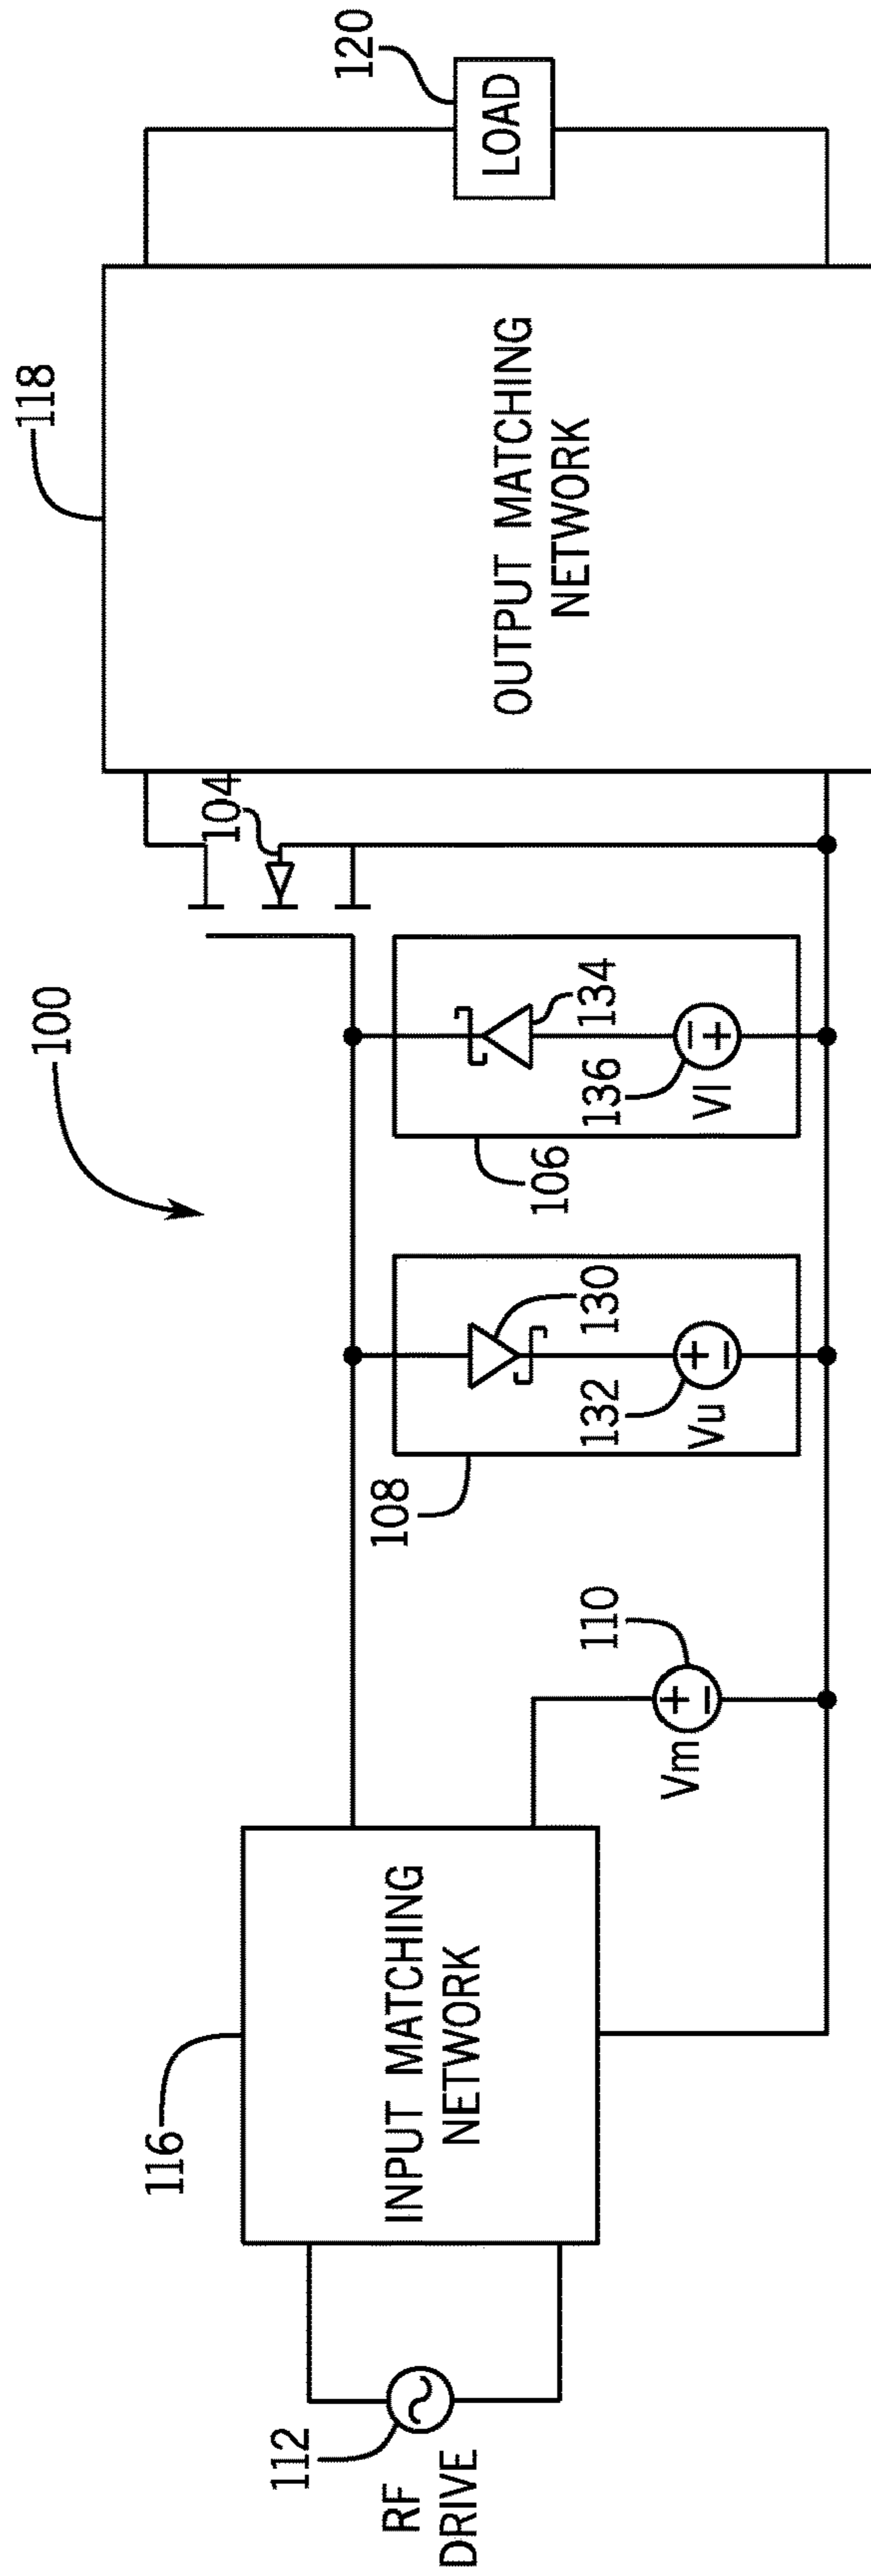 100
112
RF
DRIVE
116
INPUT MATCHING
NETWORK
110
Vm
108
130
132
Vu
106
134
136
Vl
104
118
OUTPUT MATCHING
NETWORK
120
LOAD